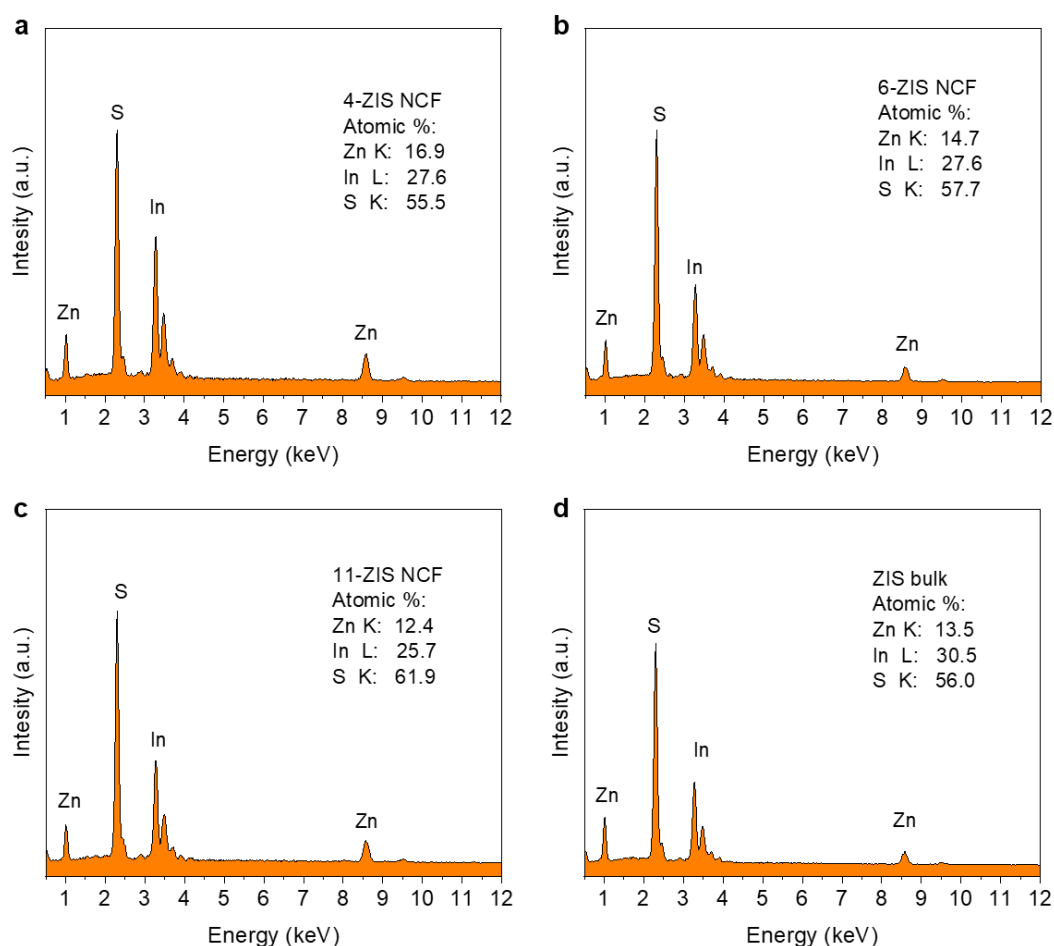 a
4-ZIS NCF
Atomic %:
Zn K: 16.9
In L: 27.6
S K: 55.5
S
In
Zn
Zn
Intesity (a.u.)
1 2 3 4 5 6 7 8 9 10 11 12
Energy (keV)
b
6-ZIS NCF
Atomic %:
Zn K: 14.7
In L: 27.6
S K: 57.7
S
In
Zn
Zn
Intesity (a.u.)
1 2 3 4 5 6 7 8 9 10 11 12
Energy (keV)
c
11-ZIS NCF
Atomic %:
Zn K: 12.4
In L: 25.7
S K: 61.9
S
In
Zn
Zn
Intesity (a.u.)
1 2 3 4 5 6 7 8 9 10 11 12
Energy (keV)
d
ZIS bulk
Atomic %:
Zn K: 13.5
In L: 30.5
S K: 56.0
S
In
Zn
Zn
Intesity (a.u.)
1 2 3 4 5 6 7 8 9 10 11 12
Energy (keV)